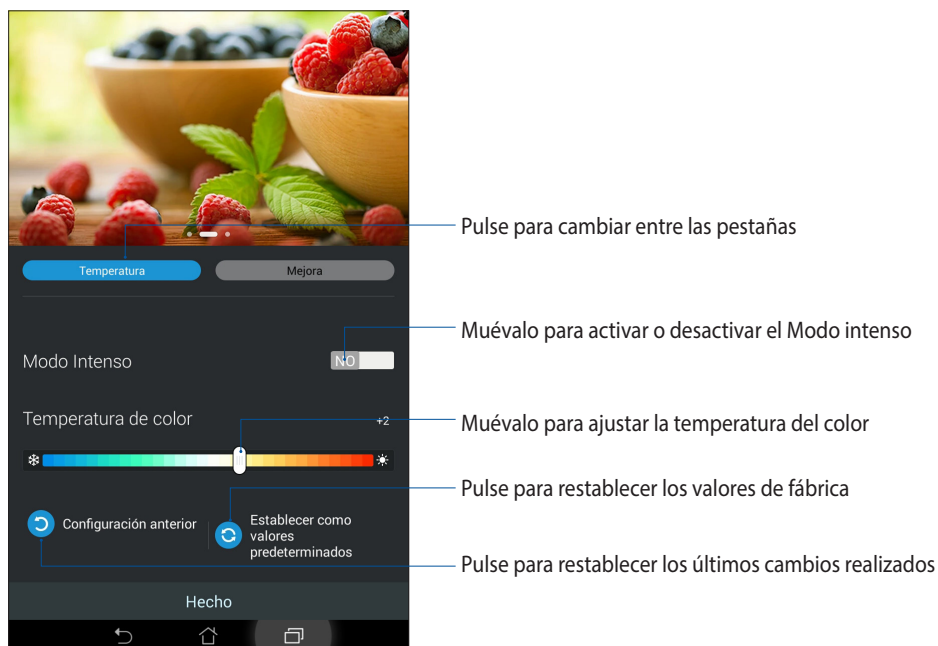 Pulse para cambiar entre las pestañas
Temperatura
Mejora
Muévalo para activar o desactivar el Modo intenso
Modo Intenso
NO
Temperatura de color
+2
Muévalo para ajustar la temperatura del color
Pulse para restablecer los valores de fábrica
Configuración anterior
Establecer como
valores
predeterminados
Pulse para restablecer los últimos cambios realizados
Hecho